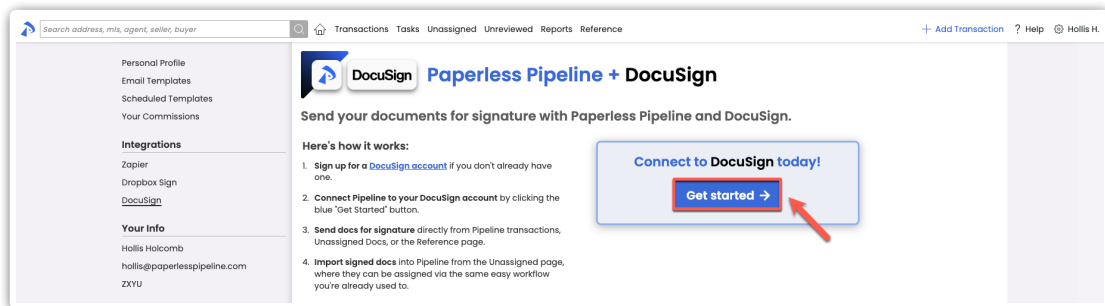 Search address, mls, agent, seller, buyer
Transactions Tasks Unassigned Unreviewed Reports Reference
+ Add Transaction ? Help Hollis H.
Personal Profile
Email Templates
Scheduled Templates
Your Commissions
Integrations
Zapier
Dropbox Sign
DocuSign
Your Info
Hollis Holcomb
hollis@paperlesspipeline.com
ZXYU
DocuSign Paperless Pipeline + DocuSign
Send your documents for signature with Paperless Pipeline and DocuSign.
Here's how it works:
1. Sign up for a DocuSign account if you don't already have
one.
2. Connect Pipeline to your DocuSign account by clicking the
blue "Get Started" button.
3. Send docs for signature directly from Pipeline transactions,
Unassigned Docs, or the Reference page.
4. Import signed docs into Pipeline from the Unassigned page,
where they can be assigned via the same easy workflow
you're already used to.
Connect to DocuSign today!
Get started →